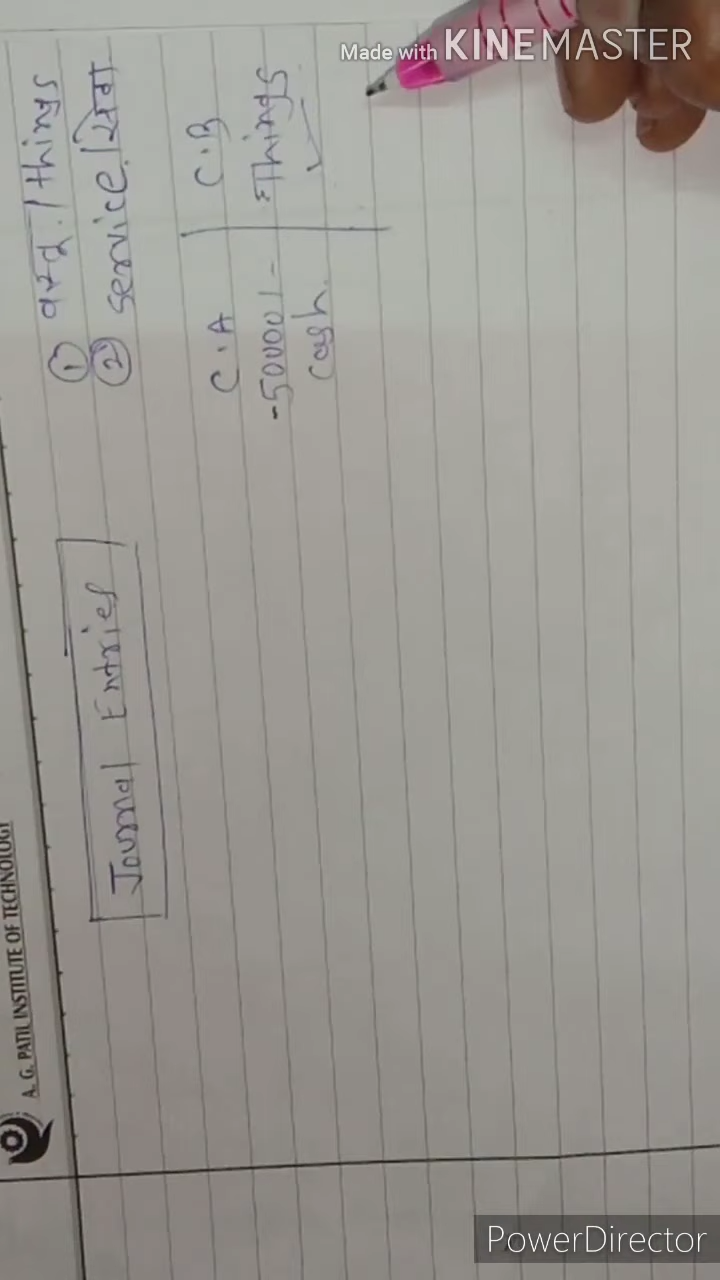 Made with KINEMASTER
A. G. PATIL INSTITUTE OF TECHNOLOGY
Journal Entries
① वस्तु / things
② service / सेवा
C.A C.B
-50000/- Things
cash.
PowerDirector